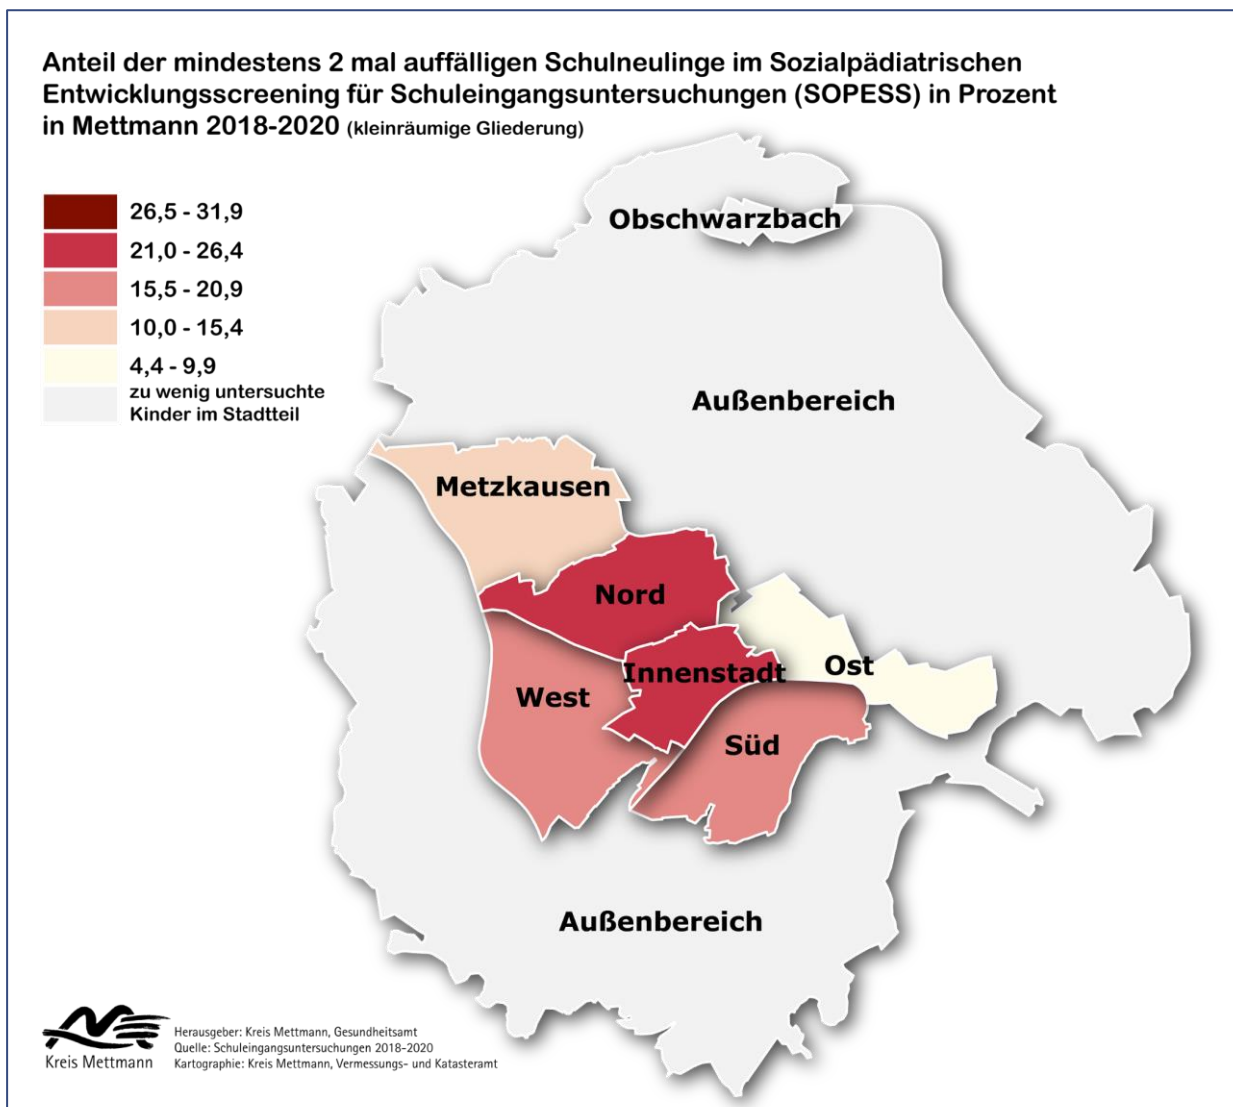 Anteil der mindestens 2 mal auffälligen Schulneulinge im Sozialpädiatrischen
Entwicklungsscreening für Schuleingangsuntersuchungen (SOPESS) in Prozent
in Mettmann 2018-2020 (kleinräumige Gliederung)
26,5 - 31,9
21,0 - 26,4
15,5 - 20,9
10,0 - 15,4
4,4 - 9,9
zu wenig untersuchte
Kinder im Stadtteil
Obschwarzbach
Außenbereich
Metzkausen
Nord
Innenstadt
Ost
West
Süd
Außenbereich
Kreis Mettmann
Herausgeber: Kreis Mettmann, Gesundheitsamt
Quelle: Schuleingangsuntersuchungen 2018-2020
Kartographie: Kreis Mettmann, Vermessungs- und Katasteramt